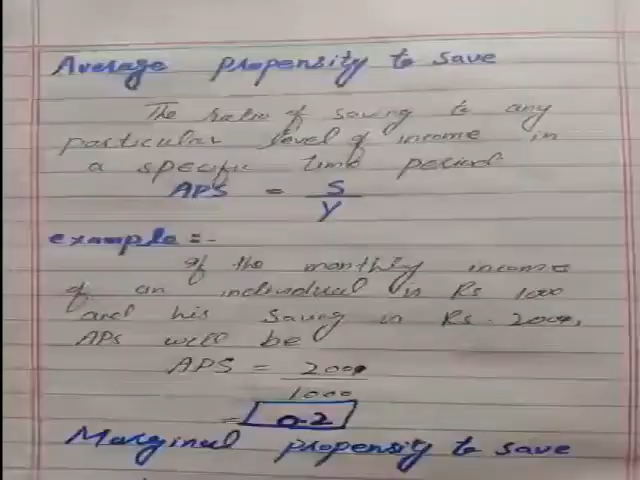 Average propensity to save
The ratio of saving to any
particular level of income in
a specific time period
APS = S
Y
example :-
If the monthly income
of an individual is Rs 1000
and his saving is Rs. 2000,
APS will be
APS = 2000
1000
= 0.2
Marginal propensity to save